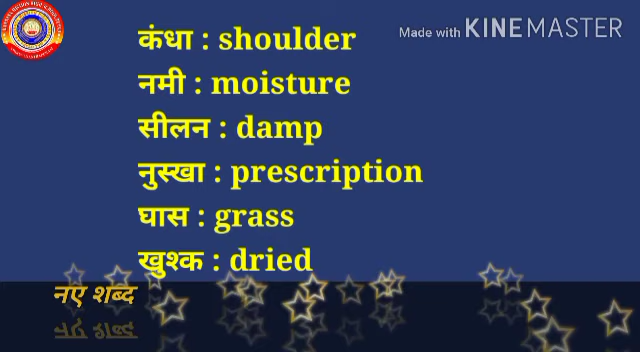 कंधा : shoulder
Made with KINEMASTER
नमी : moisture
सीलन : damp
नुस्खा : prescription
घास : grass
खुश्क : dried
नए शब्द